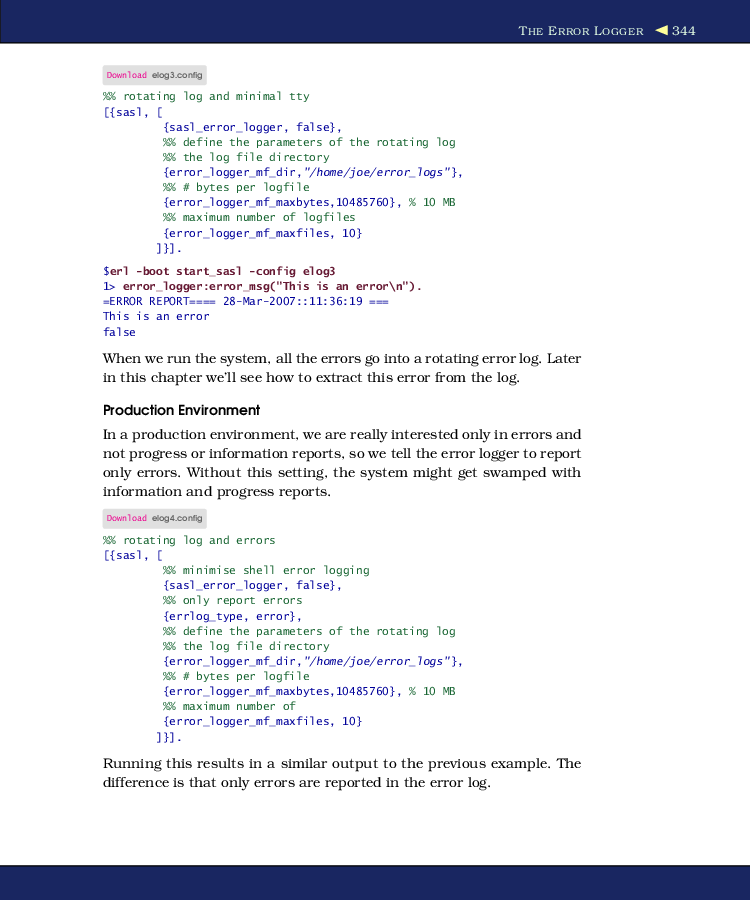 THE ERROR LOGGER ◀ 344
Download elog3.config
%% rotating log and minimal tty
[{sasl, [
{sasl_error_logger, false},
%% define the parameters of the rotating log
%% the log file directory
{error_logger_mf_dir,"/home/joe/error_logs"},
%% # bytes per logfile
{error_logger_mf_maxbytes,10485760}, % 10 MB
%% maximum number of logfiles
{error_logger_mf_maxfiles, 10}
]}].
$erl -boot start_sasl -config elog3
1> error_logger:error_msg("This is an error\n").
=ERROR REPORT==== 28-Mar-2007::11:36:19 ===
This is an error
false
When we run the system, all the errors go into a rotating error log. Later
in this chapter we'll see how to extract this error from the log.
Production Environment
In a production environment, we are really interested only in errors and
not progress or information reports, so we tell the error logger to report
only errors. Without this setting, the system might get swamped with
information and progress reports.
Download elog4.config
%% rotating log and errors
[{sasl, [
%% minimise shell error logging
{sasl_error_logger, false},
%% only report errors
{errlog_type, error},
%% define the parameters of the rotating log
%% the log file directory
{error_logger_mf_dir,"/home/joe/error_logs"},
%% # bytes per logfile
{error_logger_mf_maxbytes,10485760}, % 10 MB
%% maximum number of
{error_logger_mf_maxfiles, 10}
]}].
Running this results in a similar output to the previous example. The
difference is that only errors are reported in the error log.